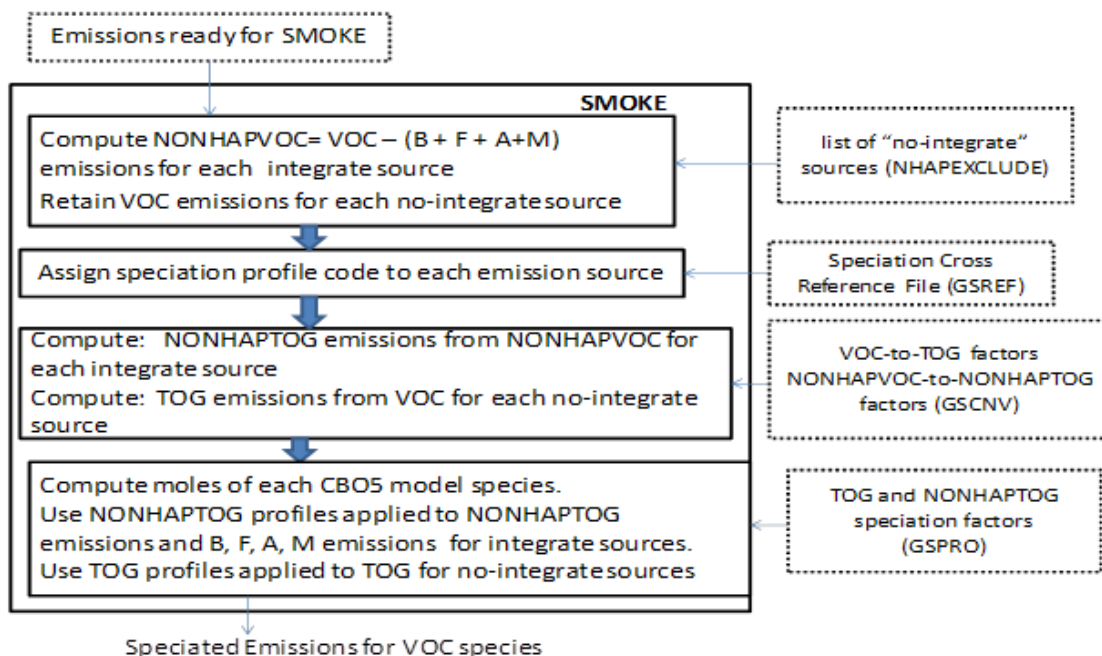 Emissions ready for SMOKE
SMOKE
Compute NONHAPVOC= VOC – (B + F + A+M)
emissions for each integrate source
Retain VOC emissions for each no-integrate source
list of “no-integrate”
sources (NHAPEXCLUDE)
Assign speciation profile code to each emission source
Speciation Cross
Reference File (GSREF)
Compute: NONHAPTOG emissions from NONHAPVOC for
each integrate source
Compute: TOG emissions from VOC for each no-integrate
source
VOC-to-TOG factors
NONHAPVOC-to-NONHAPTOG
factors (GSCNV)
Compute moles of each CBO5 model species.
Use NONHAPTOG profiles applied to NONHAPTOG
emissions and B, F, A, M emissions for integrate sources.
Use TOG profiles applied to TOG for no-integrate sources
TOG and NONHAPTOG
speciation factors
(GSPRO)
Speciated Emissions for VOC species